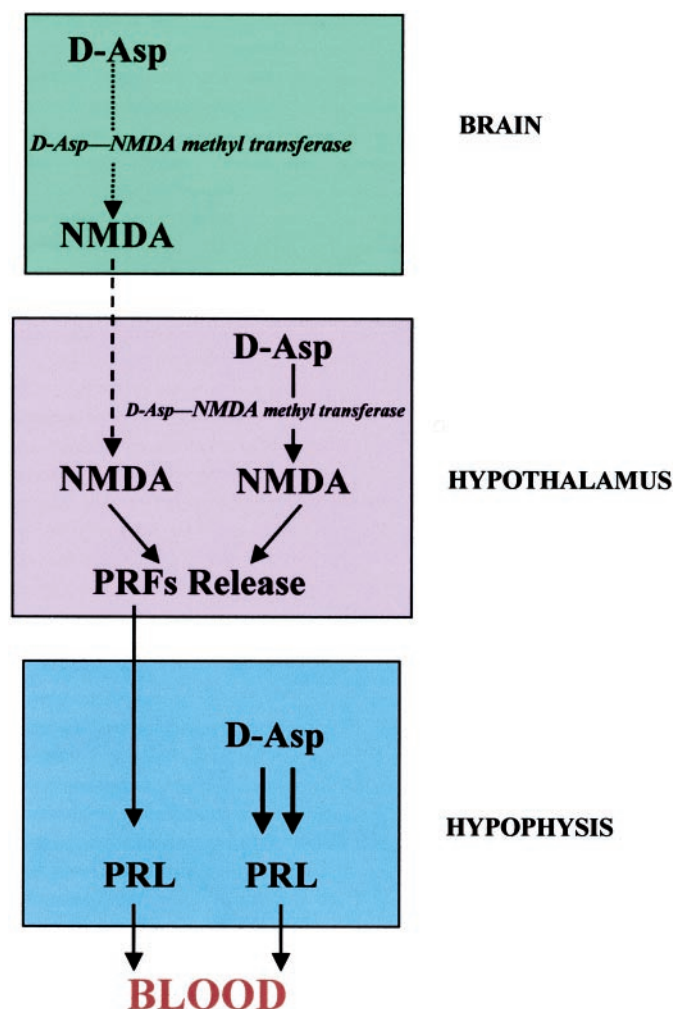 D-Asp
BRAIN
D-Asp—NMDA methyl transferase
NMDA
D-Asp
D-Asp—NMDA methyl transferase
NMDA NMDA
HYPOTHALAMUS
PRFs Release
D-Asp
HYPOPHYSIS
PRL PRL
BLOOD